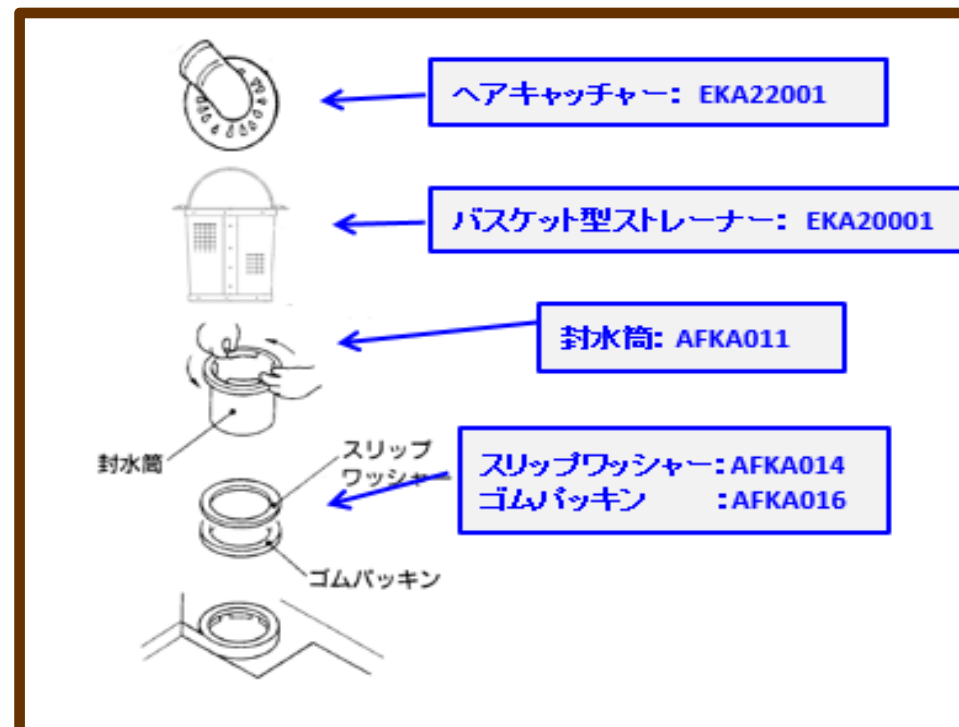 ヘアキャッチャー: EKA22001
バスケット型ストレーナー: EKA20001
封水筒: AFKA011
封水筒
スリップ
ワッシャー
スリップワッシャー: AFKA014
ゴムパッキン :AFKA016
ゴムパッキン